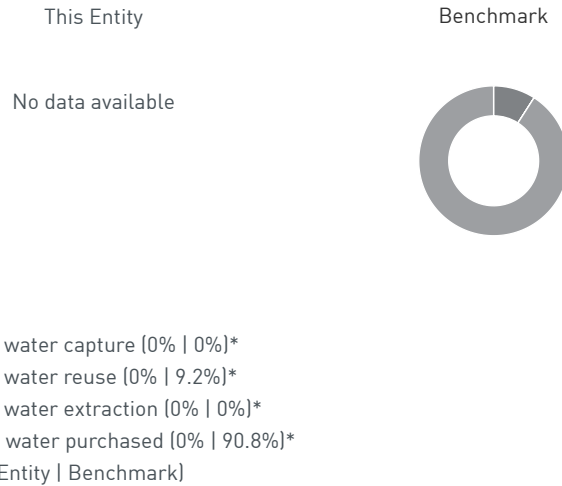 This Entity
Benchmark
No data available
water capture (0% | 0%)*
water reuse (0% | 9.2%)*
water extraction (0% | 0%)*
water purchased (0% | 90.8%)*
Entity | Benchmark)